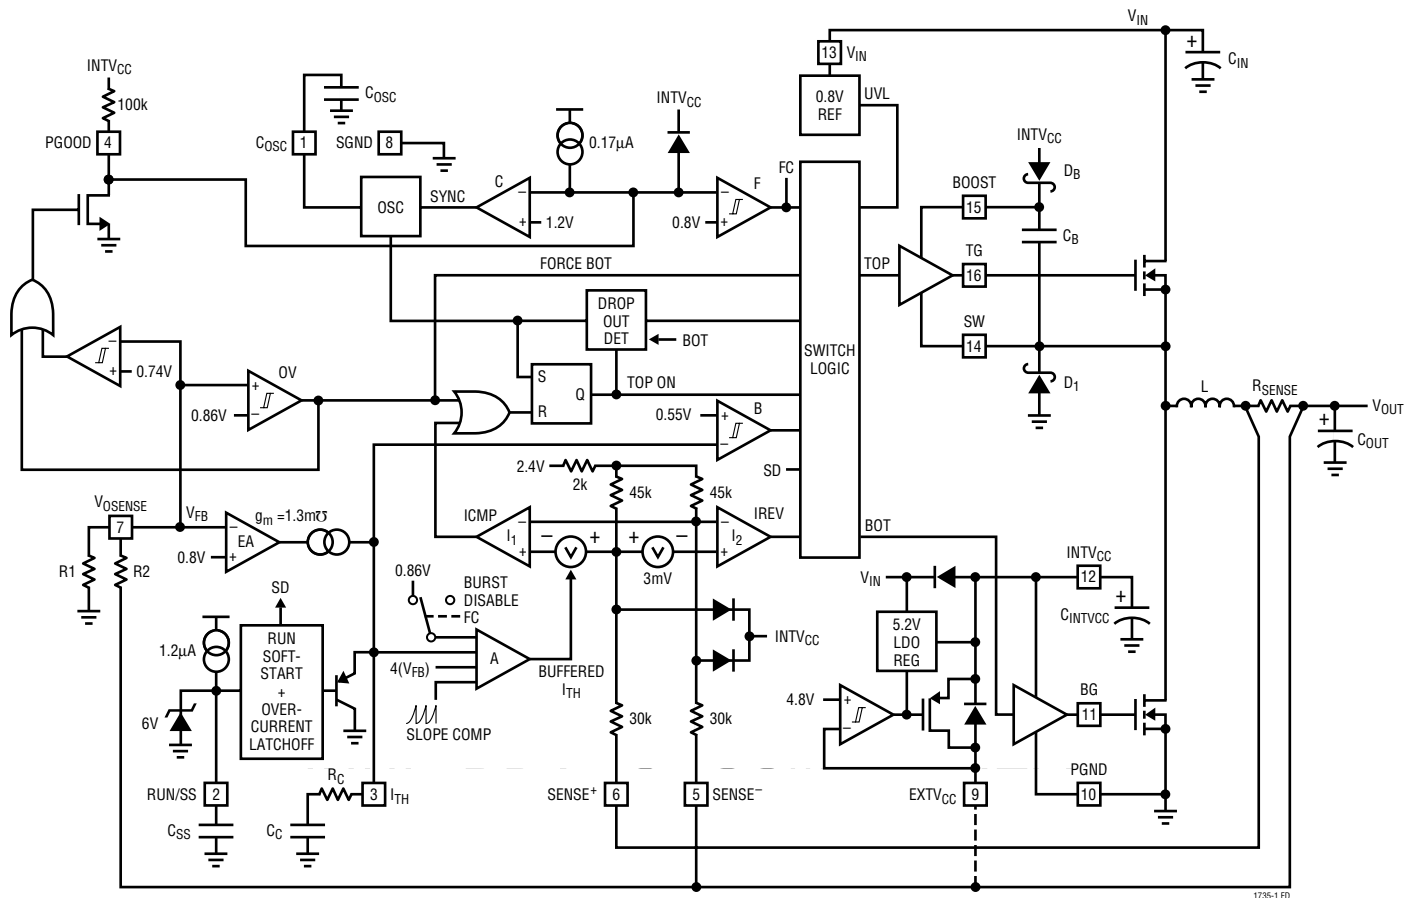 V_IN
13 V_IN
C_IN
INTV_CC
100k
PGOOD 4
C_OSC
C_OSC 1
SGND 8
0.17µA
INTV_CC
0.8V
REF
UVL
INTV_CC
D_B
BOOST
15
C_B
OSC
SYNC
C
−
+
1.2V
F
−
+
0.8V
FC
TG
16
TOP
FORCE BOT
DROP
OUT
DET
BOT
SWITCH
LOGIC
SW
14
D_1
−
+
0.74V
OV
+
−
0.86V
S
R
Q
TOP ON
0.55V
+
−
B
SD
L
R_SENSE
V_OUT
+
C_OUT
2.4V
2k
45k
45k
V_OSENSE
7
V_FB
g_m =1.3m℧
−
EA
+
0.8V
R1
R2
ICMP
I_1
−
+
−
V
+
+
V
−
3mV
IREV
I_2
−
+
BOT
SD
0.86V
BURST
DISABLE
FC
A
4(V_FB)
SLOPE COMP
BUFFERED
I_TH
INTV_CC
1.2µA
RUN
SOFT-
START
+
OVER-
CURRENT
LATCHOFF
6V
V_IN
5.2V
LDO
REG
INTV_CC
12
+
C_INTVCC
4.8V
+
−
BG
11
30k
30k
PGND
10
RUN/SS 2
C_SS
R_C
3 I_TH
C_C
SENSE+ 6
5 SENSE−
EXTV_CC 9
1735-1 FD